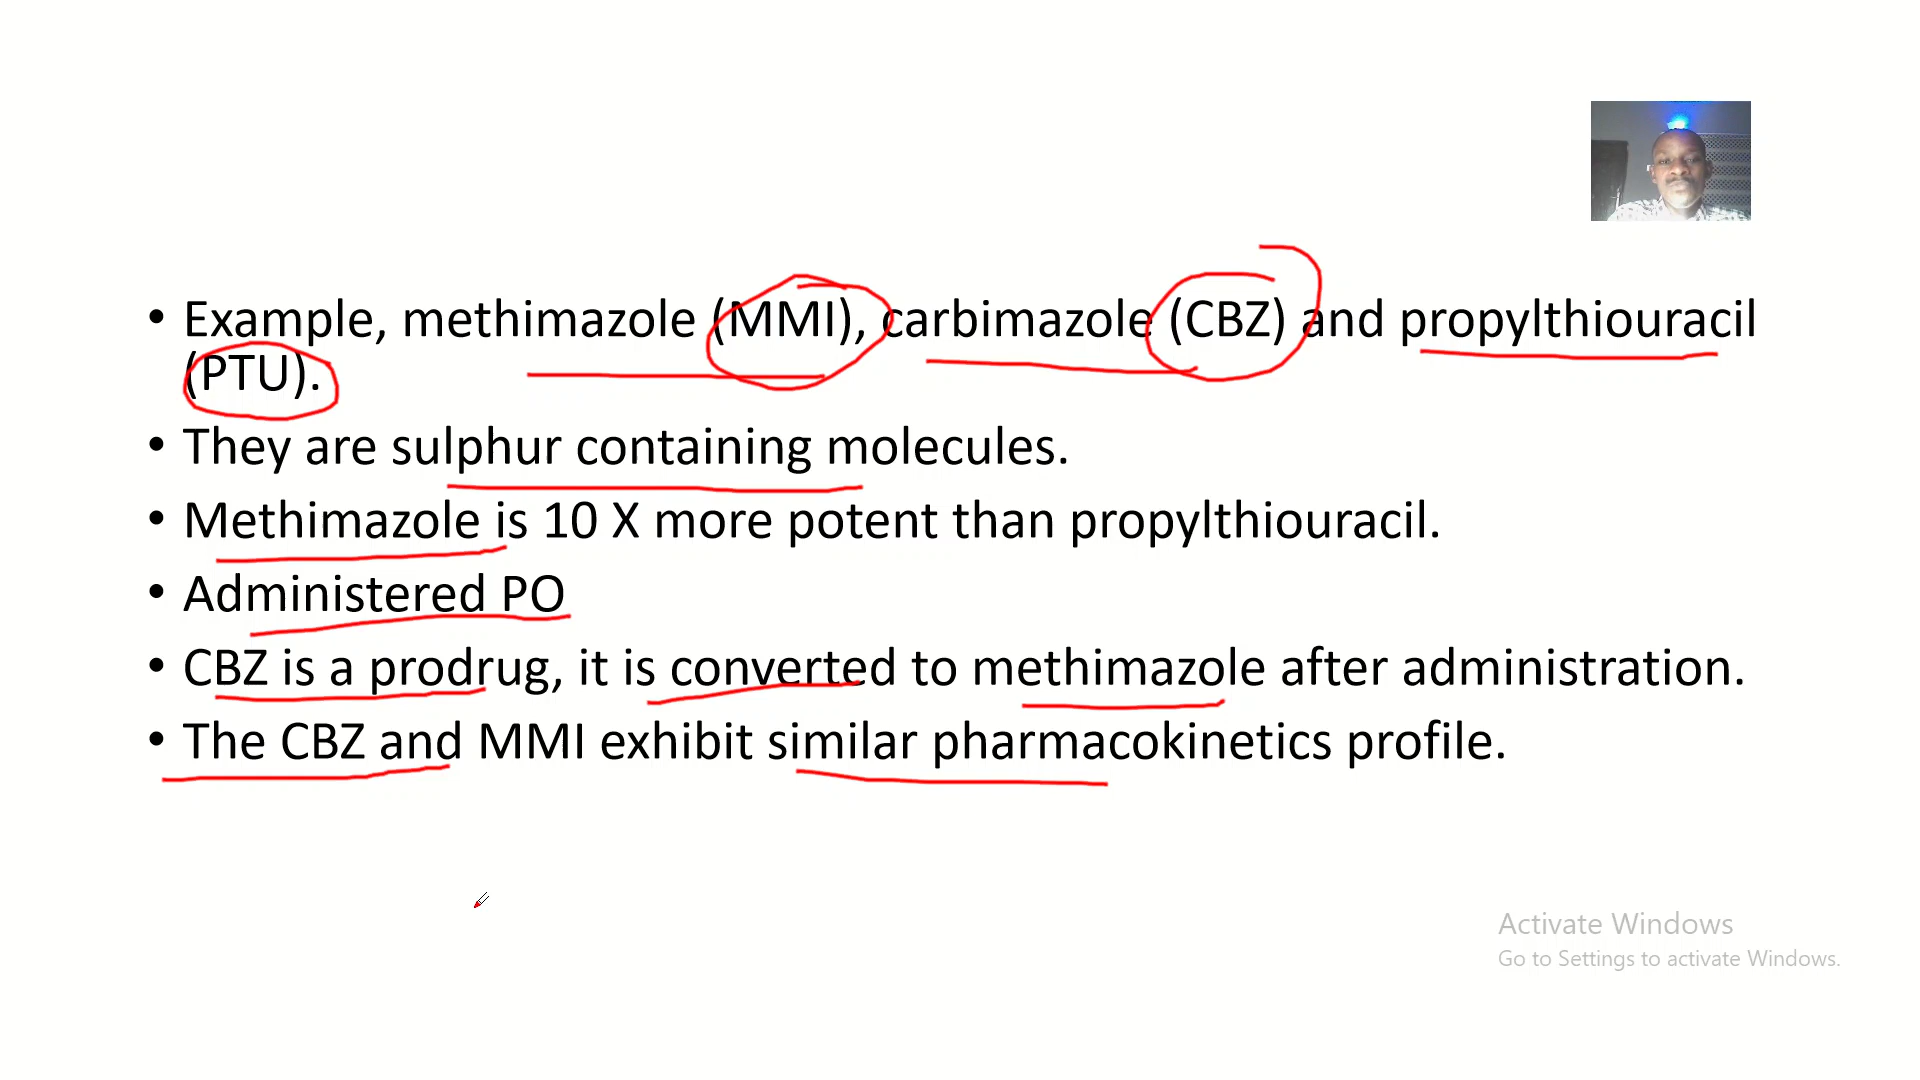 • Example, methimazole (MMI), carbimazole (CBZ) and propylthiouracil
(PTU).
• They are sulphur containing molecules.
• Methimazole is 10 X more potent than propylthiouracil.
• Administered PO
• CBZ is a prodrug, it is converted to methimazole after administration.
• The CBZ and MMI exhibit similar pharmacokinetics profile.
Activate Windows
Go to Settings to activate Windows.